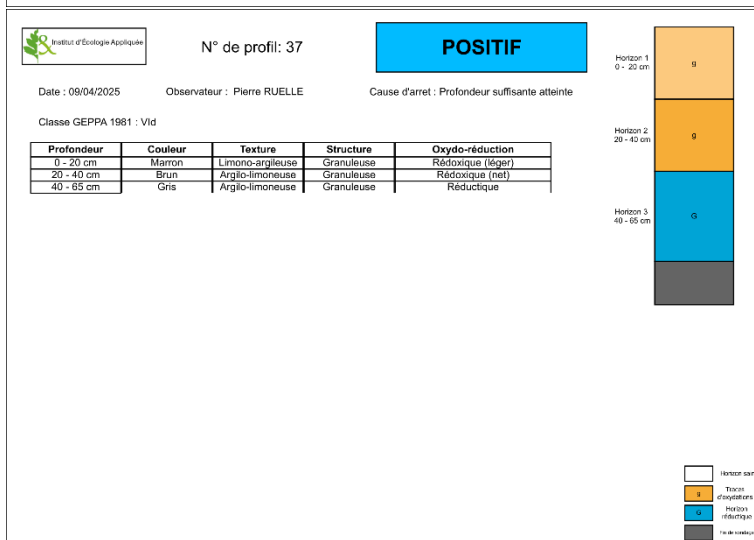 Institut d'Écologie Appliquée
N° de profil: 37
POSITIF
Date : 09/04/2025 Observateur : Pierre RUELLE Cause d'arret : Profondeur suffisante atteinte
Classe GEPPA 1981 : VId
Profondeur Couleur Texture Structure Oxydo-réduction
0 - 20 cm Marron Limono-argileuse Granuleuse Rédoxique (léger)
20 - 40 cm Brun Argilo-limoneuse Granuleuse Rédoxique (net)
40 - 65 cm Gris Argilo-limoneuse Granuleuse Réductique
Horizon 1
0 - 20 cm
g
Horizon 2
20 - 40 cm
g
Horizon 3
40 - 65 cm
G
Horizon sain
g
Traces
d'oxydations
G
Horizon
réductique
Fin de sondage